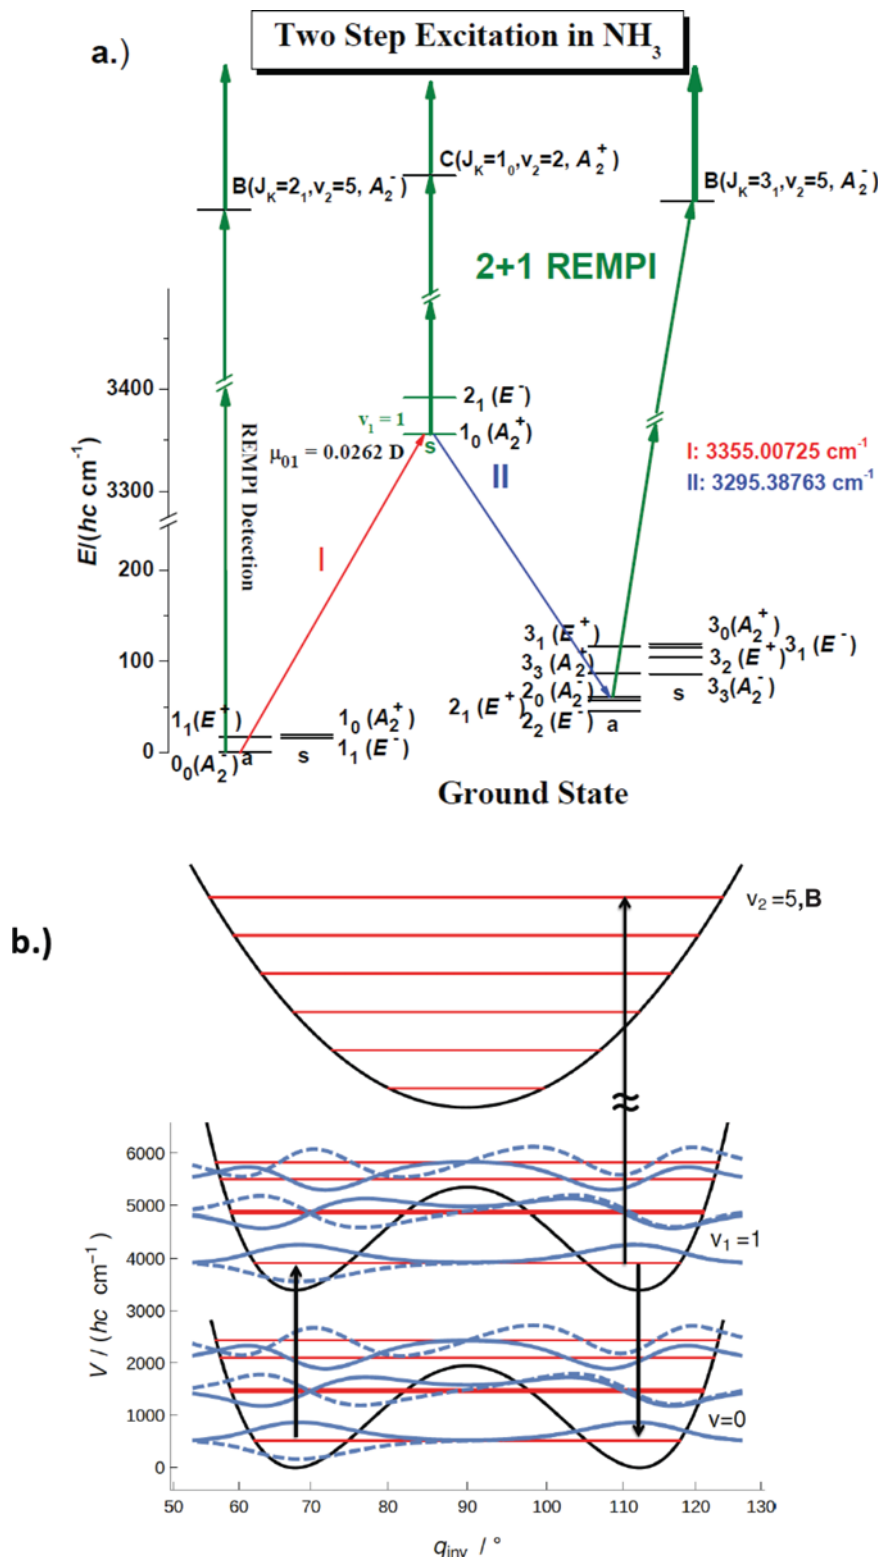 a.)
Two Step Excitation in NH₃
C(J_K=1₀,v₂=2, A₂⁺)
B(J_K=2₁,v₂=5, A₂⁻)
B(J_K=3₁,v₂=5, A₂⁻)
2+1 REMPI
3400
2₁ (E⁻)
v₁ = 1
1₀ (A₂⁺)
s
μ₀₁ = 0.0262 D
I: 3355.00725 cm⁻¹
II
II: 3295.38763 cm⁻¹
3300
REMPI Detection
E/(hc cm⁻¹)
I
200
3₁ (E⁺)
3₀(A₂⁺)
3₁ (E⁻)
100
3₃ (A₂⁺)
3₂ (E⁺)
2₀ (A₂⁻)
s
3₃(A₂⁻)
2₁ (E⁺)
2₂ (E⁻)
a
1₁(E⁺)
1₀(A₂⁺)
0
0₀(A₂⁻)
a
s
1₁(E⁻)
Ground State
b.)
v₂=5,B
6000
5000
v₁=1
4000
3000
2000
v=0
1000
0
V / (hc cm⁻¹)
50 60 70 80 90 100 110 120 130
q_inv / °